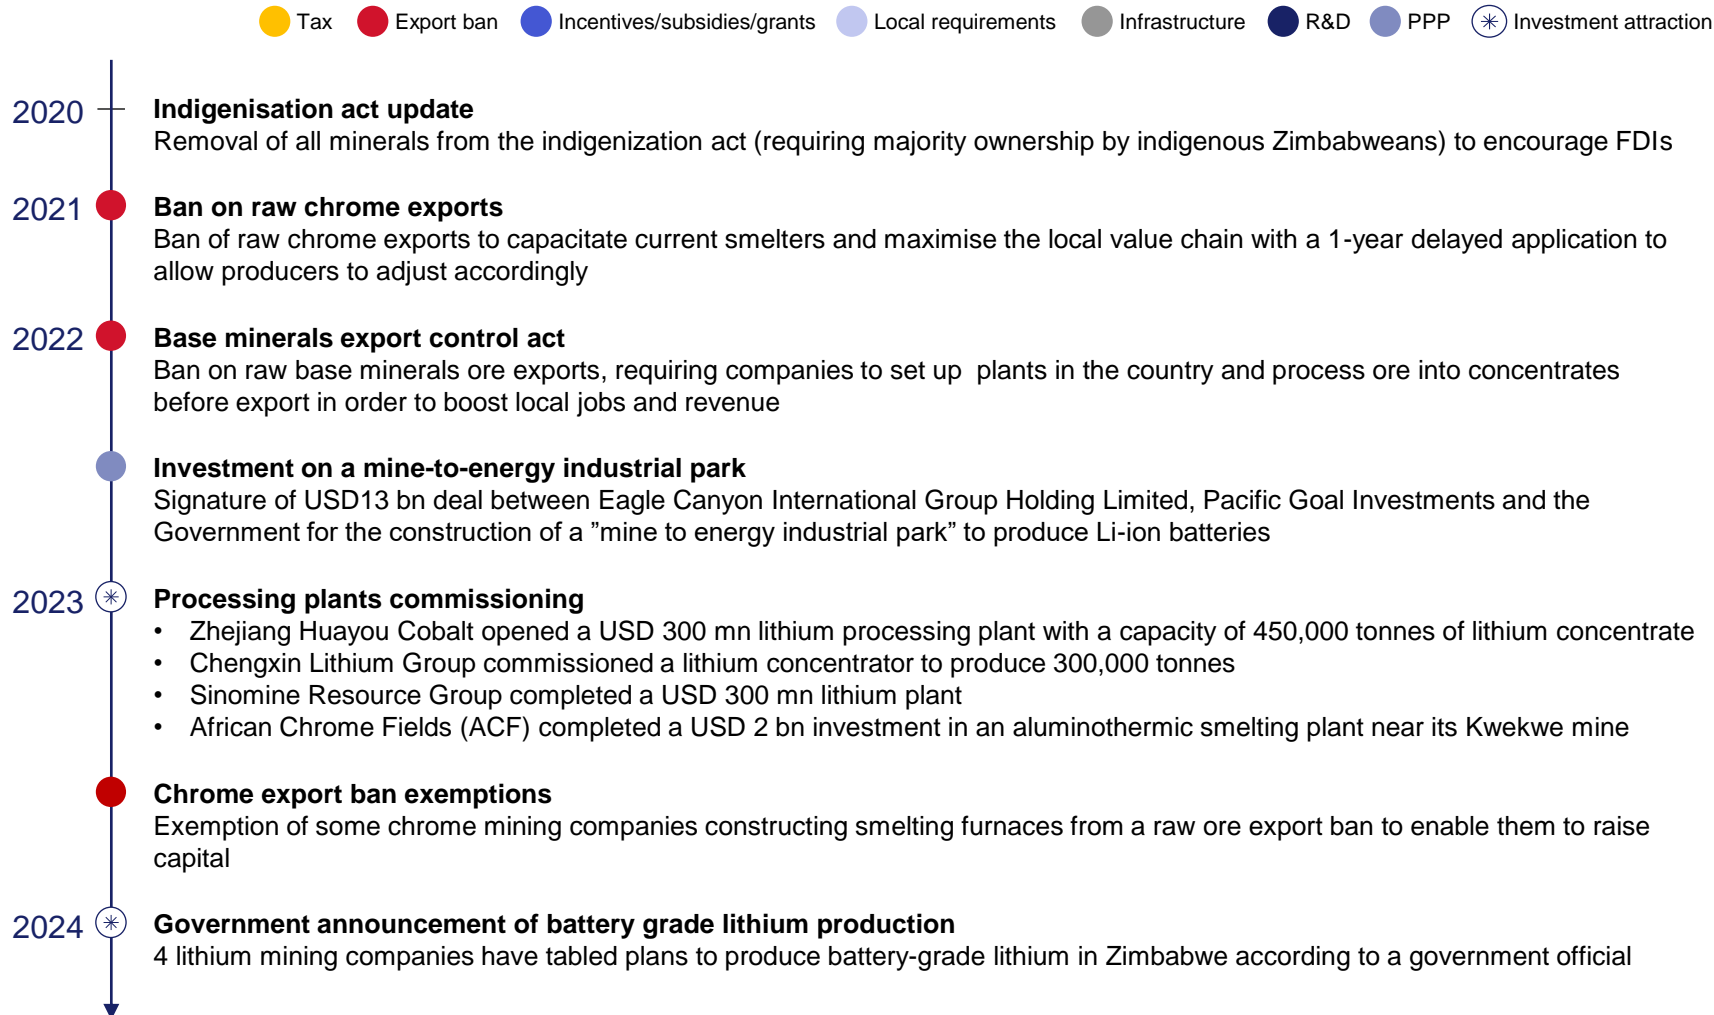 Tax Export ban Incentives/subsidies/grants Local requirements Infrastructure R&D PPP Investment attraction
2020
Indigenisation act update
Removal of all minerals from the indigenization act (requiring majority ownership by indigenous Zimbabweans) to encourage FDIs
2021
Ban on raw chrome exports
Ban of raw chrome exports to capacitate current smelters and maximise the local value chain with a 1-year delayed application to
allow producers to adjust accordingly
2022
Base minerals export control act
Ban on raw base minerals ore exports, requiring companies to set up  plants in the country and process ore into concentrates
before export in order to boost local jobs and revenue
Investment on a mine-to-energy industrial park
Signature of USD13 bn deal between Eagle Canyon International Group Holding Limited, Pacific Goal Investments and the
Government for the construction of a ”mine to energy industrial park” to produce Li-ion batteries
2023
Processing plants commissioning
• Zhejiang Huayou Cobalt opened a USD 300 mn lithium processing plant with a capacity of 450,000 tonnes of lithium concentrate
• Chengxin Lithium Group commissioned a lithium concentrator to produce 300,000 tonnes
• Sinomine Resource Group completed a USD 300 mn lithium plant
• African Chrome Fields (ACF) completed a USD 2 bn investment in an aluminothermic smelting plant near its Kwekwe mine
Chrome export ban exemptions
Exemption of some chrome mining companies constructing smelting furnaces from a raw ore export ban to enable them to raise
capital
2024
Government announcement of battery grade lithium production
4 lithium mining companies have tabled plans to produce battery-grade lithium in Zimbabwe according to a government official